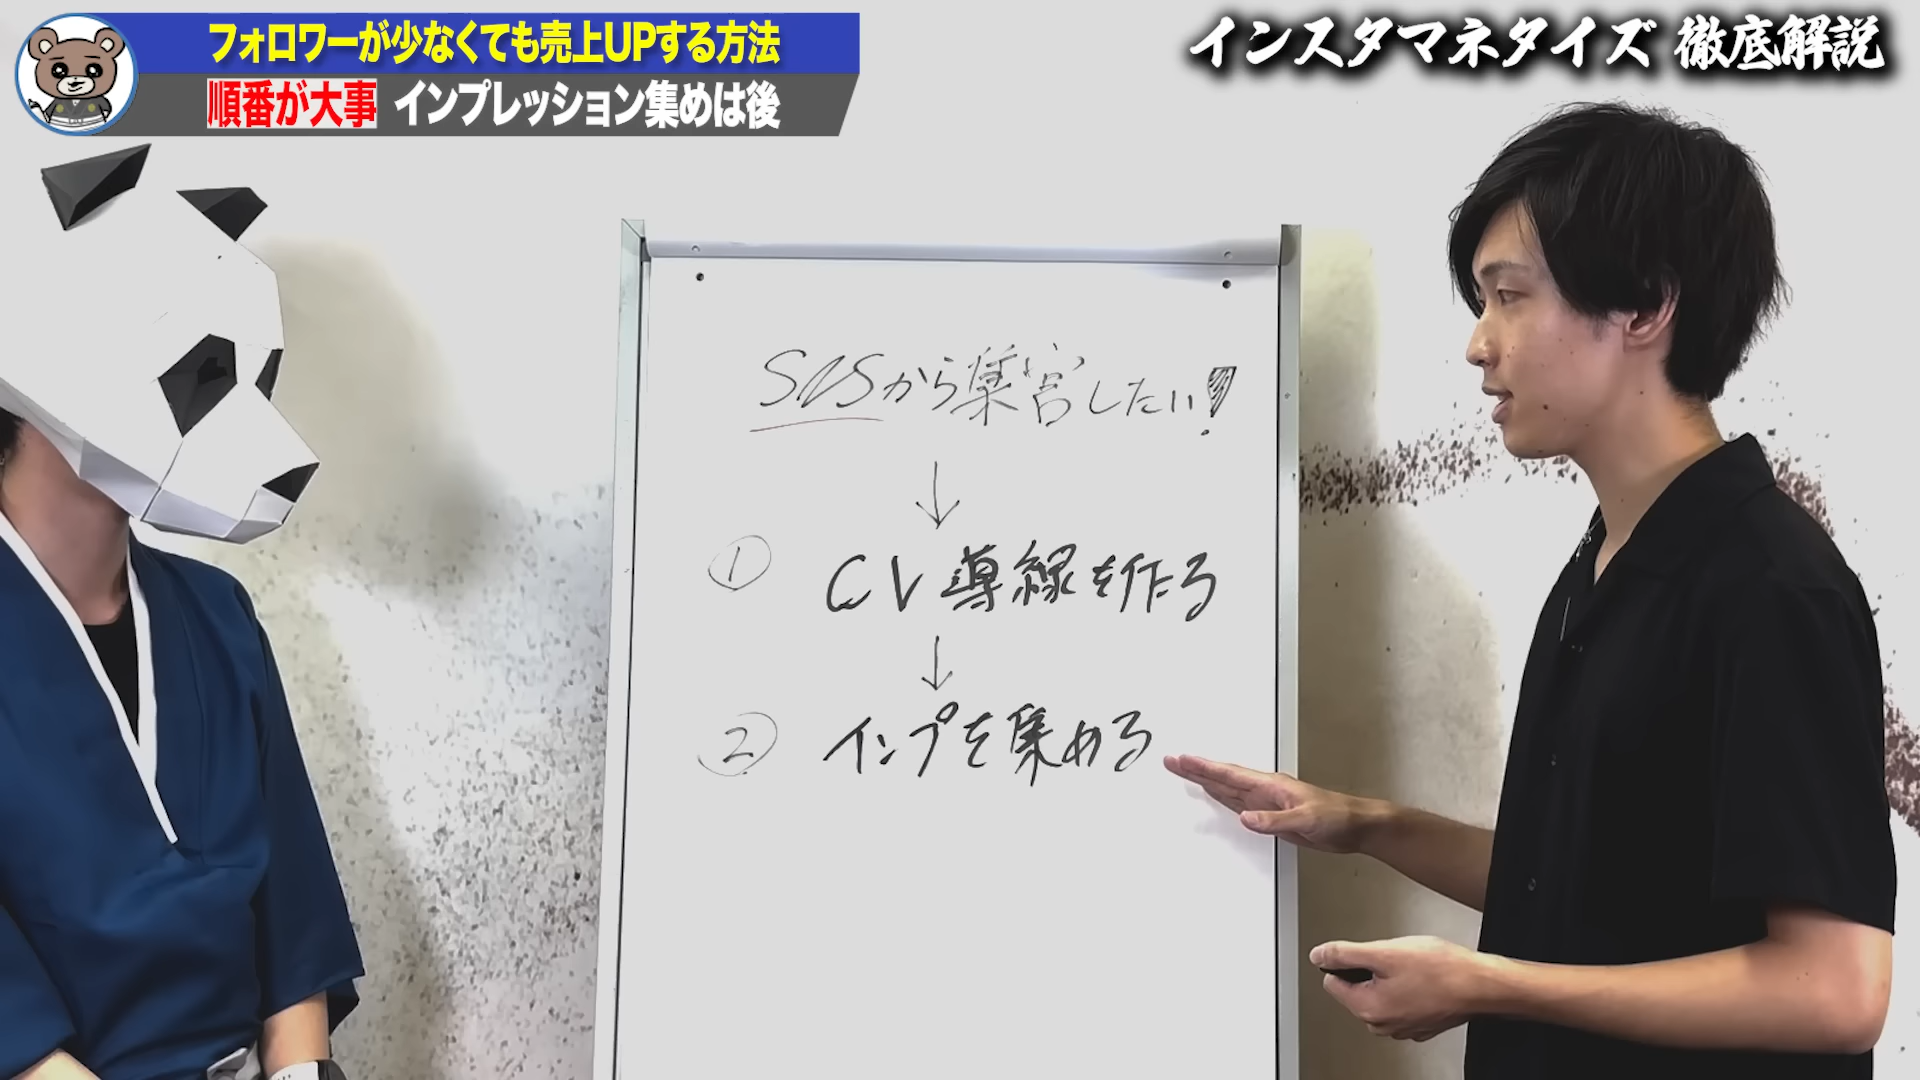 フォロワーが少なくても売上UPする方法
順番が大事 インプレッション集めは後
インスタマネタイズ 徹底解説
SNSから集客したい!
↓
① CV導線を作る
↓
② インプを集める